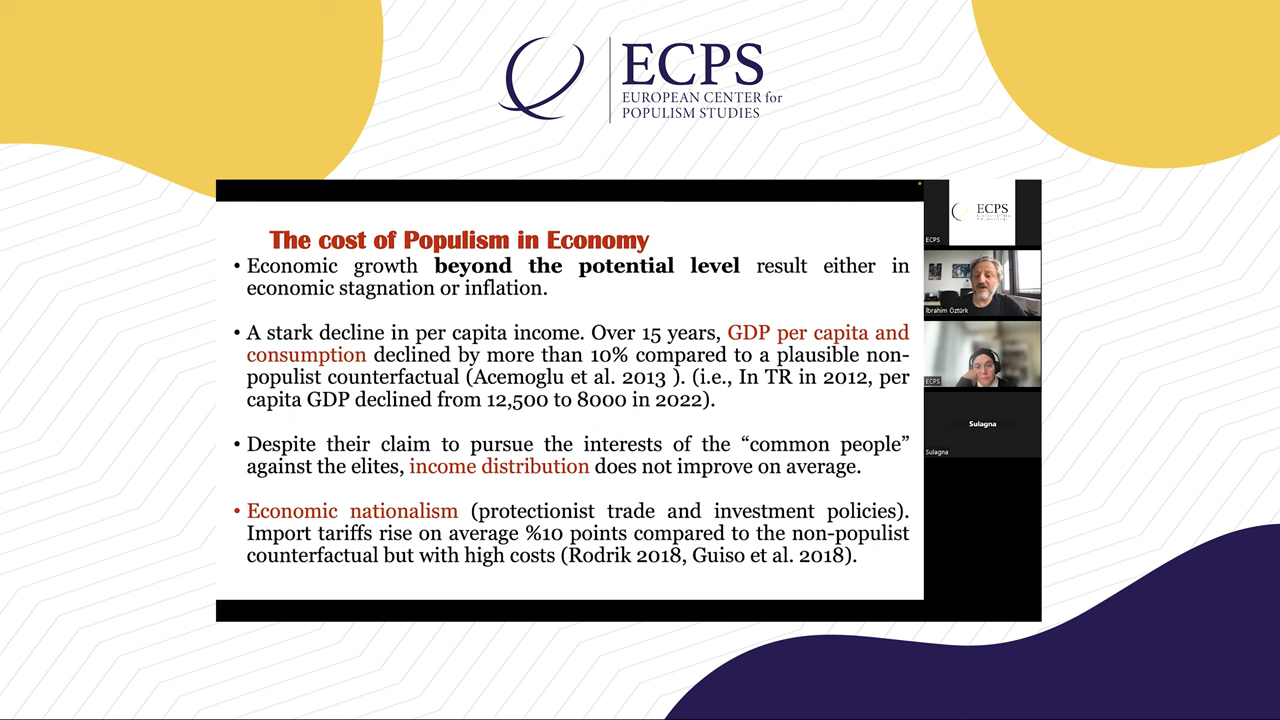 ECPS
EUROPEAN CENTER for
POPULISM STUDIES
The cost of Populism in Economy
• Economic growth beyond the potential level result either in
economic stagnation or inflation.
• A stark decline in per capita income. Over 15 years, GDP per capita and
consumption declined by more than 10% compared to a plausible non-
populist counterfactual (Acemoglu et al. 2013 ). (i.e., In TR in 2012, per
capita GDP declined from 12,500 to 8000 in 2022).
• Despite their claim to pursue the interests of the “common people”
against the elites, income distribution does not improve on average.
• Economic nationalism (protectionist trade and investment policies).
Import tariffs rise on average %10 points compared to the non-populist
counterfactual but with high costs (Rodrik 2018, Guiso et al. 2018).
ECPS
ECPS
İbrahim Öztürk
ECPS
Sulagna
Sulagna